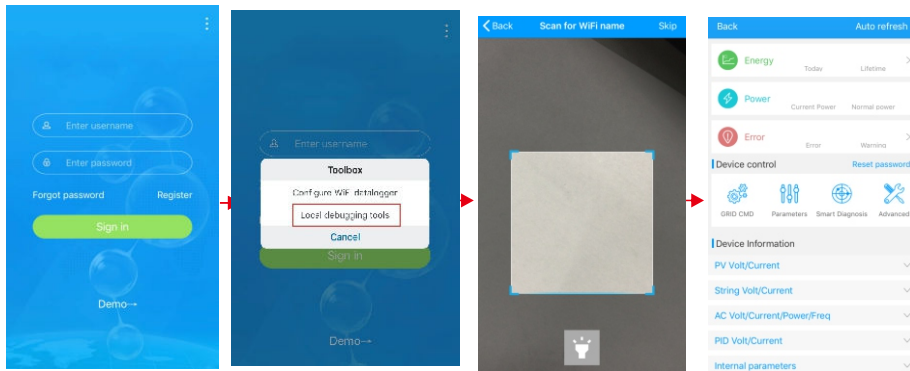 Enter username
Enter password
Forgot password Register
Sign in
Demo→
Enter username
Toolbox
Configure WiFi datalogger
Local debugging tools
Cancel
Sign in
Demo→
Back Scan for WiFi name Skip
Back Auto refresh
Energy
Today Lifetime
Power
Current Power Normal power
Error
Error Warning
Device control Reset password
GRID CMD Parameters Smart Diagnosis Advanced
Device Information
PV Volt/Current
String Volt/Current
AC Volt/Current/Power/Freq
PID Volt/Current
Internal parameters